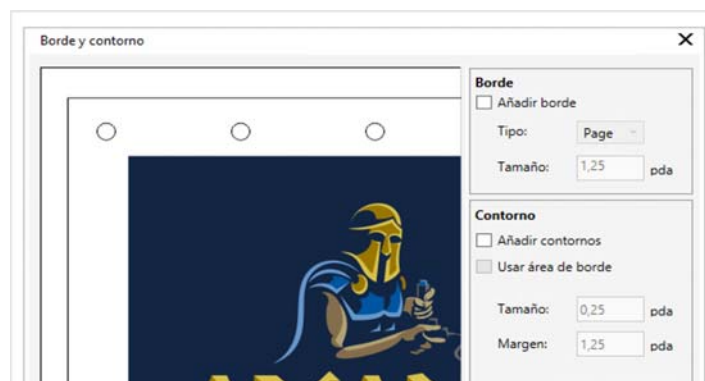 Borde y contorno
Borde
Añadir borde
Tipo: Page
Tamaño: 1,25 pda
Contorno
Añadir contornos
Usar área de borde
Tamaño: 0,25 pda
Margen: 1,25 pda